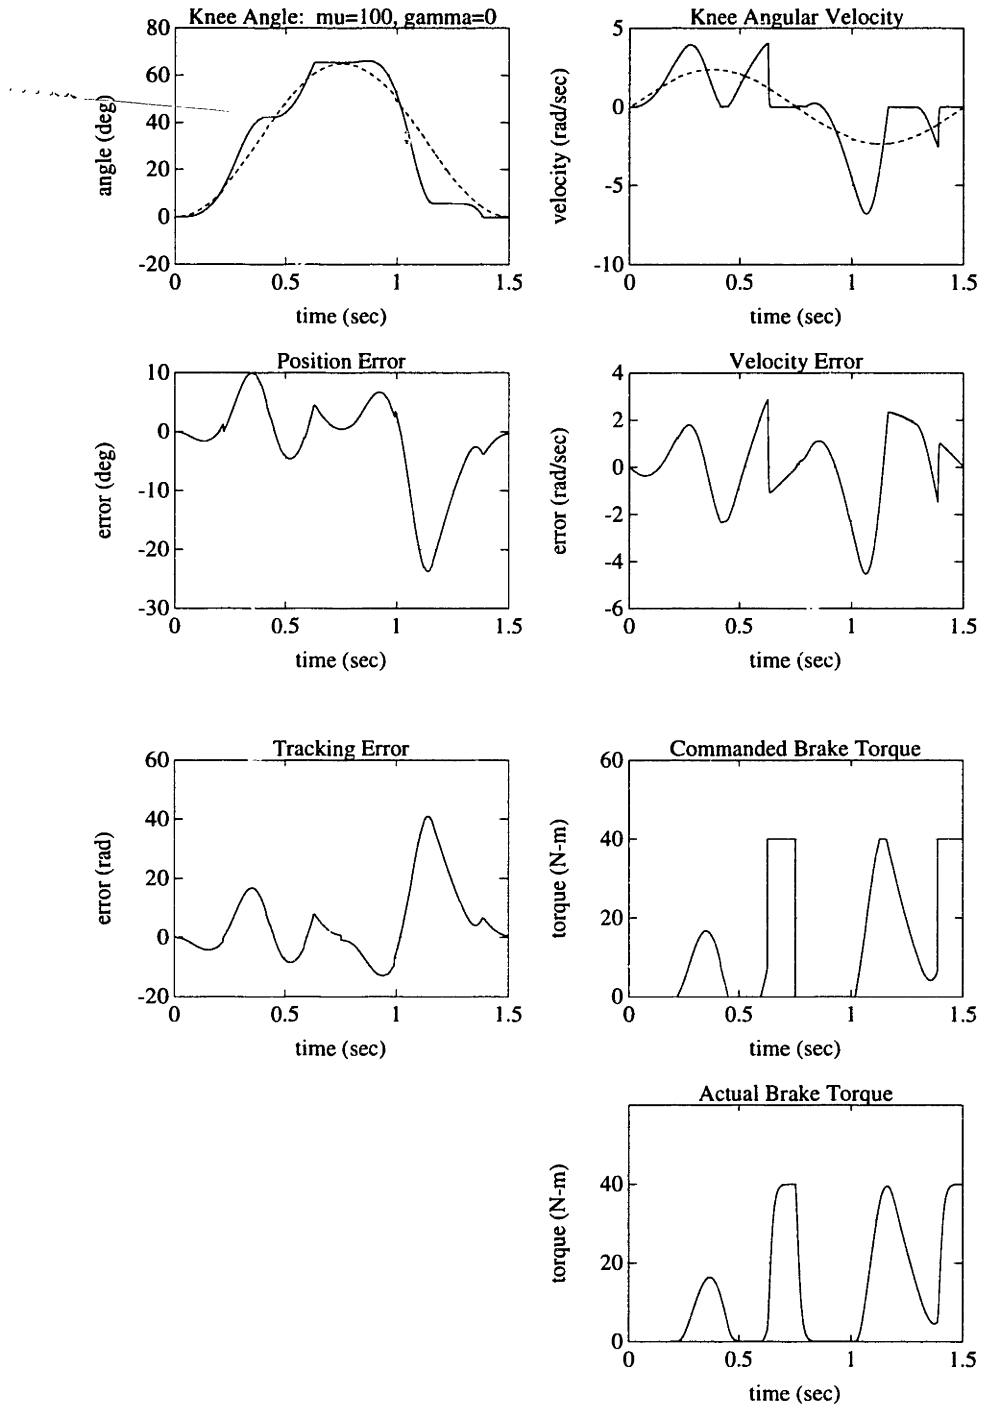 Knee Angle: mu=100, gamma=0
80
60
40
20
0
-20
angle (deg)
0 0.5 1 1.5
time (sec)
Knee Angular Velocity
5
0
-5
-10
velocity (rad/sec)
0 0.5 1 1.5
time (sec)
Position Error
10
0
-10
-20
-30
error (deg)
0 0.5 1 1.5
time (sec)
Velocity Error
4
2
0
-2
-4
-6
error (rad/sec)
0 0.5 1 1.5
time (sec)
Tracking Error
60
40
20
0
-20
error (rad)
0 0.5 1 1.5
time (sec)
Commanded Brake Torque
60
40
20
0
torque (N-m)
0 0.5 1 1.5
time (sec)
Actual Brake Torque
40
20
0
torque (N-m)
0 0.5 1 1.5
time (sec)